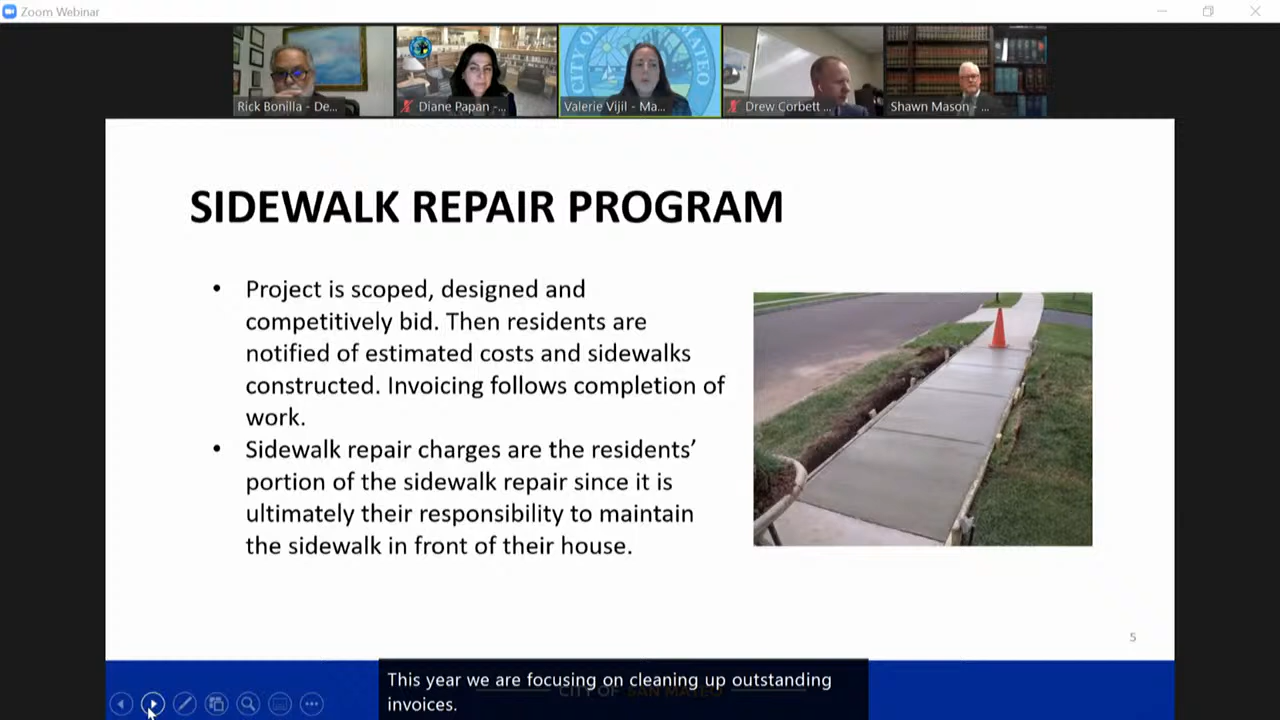 Zoom Webinar
CITY OF
MATEO
Rick Bonilla - De...
Diane Papan -...
Valerie Vijil - Ma...
Drew Corbett ...
Shawn Mason - ...
SIDEWALK REPAIR PROGRAM
• Project is scoped, designed and
competitively bid. Then residents are
notified of estimated costs and sidewalks
constructed. Invoicing follows completion of
work.
• Sidewalk repair charges are the residents’
portion of the sidewalk repair since it is
ultimately their responsibility to maintain
the sidewalk in front of their house.
5
This year we are focusing on cleaning up outstanding
CITY OF SAN MATEO
invoices.